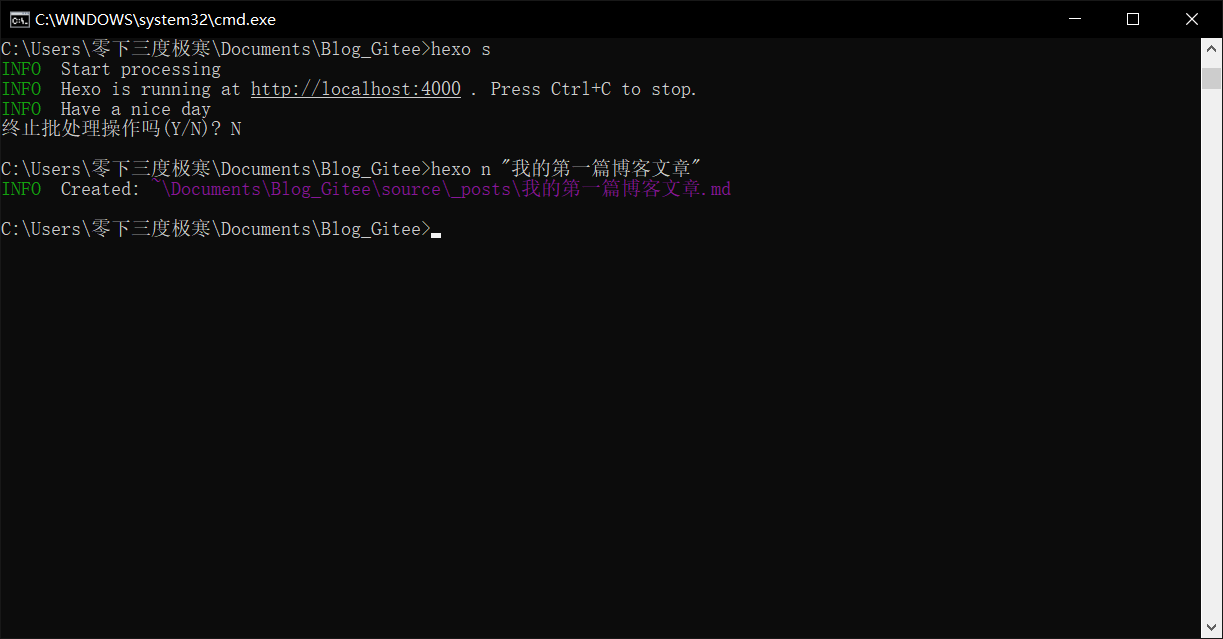 C:\WINDOWS\system32\cmd.exe
C:\Users\零下三度极寒\Documents\Blog_Gitee>hexo s
INFO  Start processing
INFO  Hexo is running at http://localhost:4000 . Press Ctrl+C to stop.
INFO  Have a nice day
终止批处理操作吗(Y/N)? N
C:\Users\零下三度极寒\Documents\Blog_Gitee>hexo n "我的第一篇博客文章"
INFO  Created: ~\Documents\Blog_Gitee\source\_posts\我的第一篇博客文章.md
C:\Users\零下三度极寒\Documents\Blog_Gitee>